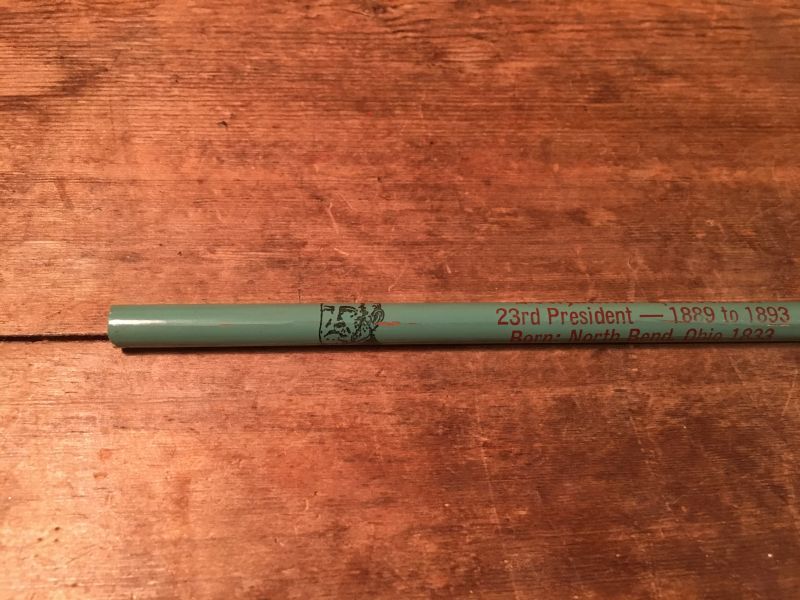 23rd President — 1889 to 1893
Born: North Bend, Ohio 1833